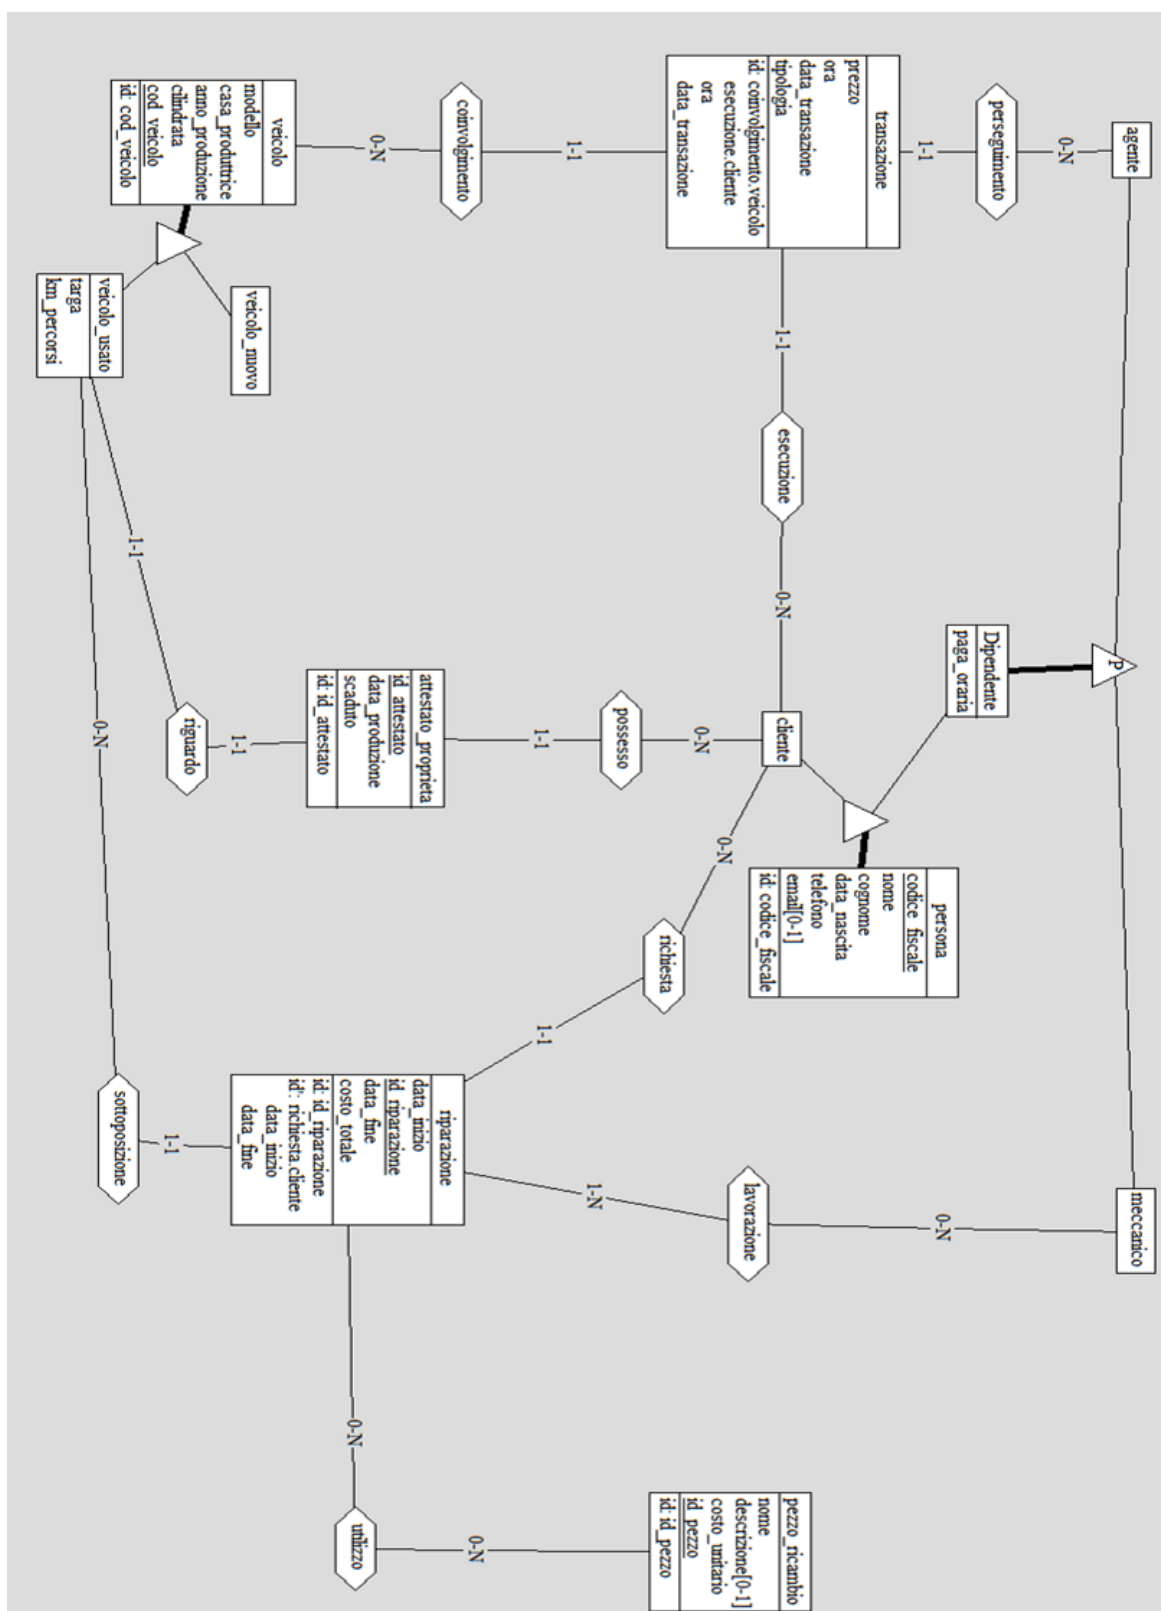 agente
0-N
perseguimento
1-1
transazione
prezzo
ora
data_transazione
tipologia
id: coinvolgimento.veicolo
esecuzione.cliente
ora
data_transazione
1-1
coinvolgimento
0-N
veicolo
modello
casa_produttrice
anno_produzione
cilindrata
cod_veicolo
id: cod_veicolo
veicolo_nuovo
veicolo_usato
targa
km_percorsi
1-1
esecuzione
0-N
P
Dipendente
paga_oraria
cliente
0-N
possesso
1-1
attestato_proprieta
id_attestato
data_produzione
scaduto
id: id_attestato
1-1
riguardo
1-1
0-N
persona
codice_fiscale
nome
cognome
data_nascita
telefono
email[0-1]
id: codice_fiscale
0-N
richiesta
1-1
meccanico
0-N
lavorazione
1-N
riparazione
data_inizio
id_riparazione
data_fine
costo_totale
id: id_riparazione
id': richiesta.cliente
data_inizio
data_fine
1-1
sottoposizione
0-N
utilizzo
0-N
pezzo_ricambio
nome
descrizione[0-1]
costo_unitario
id_pezzo
id: id_pezzo